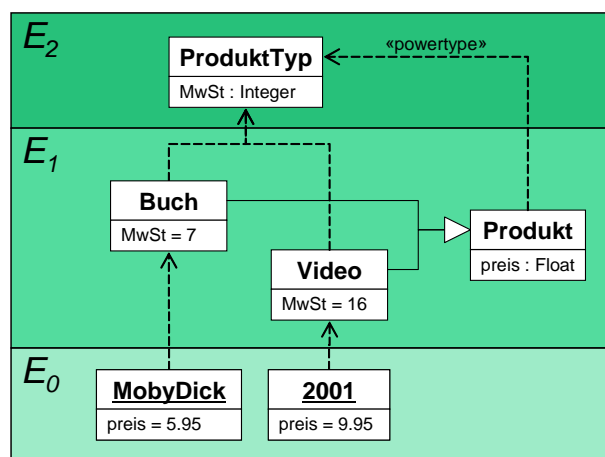 E2
ProduktTyp
MwSt : Integer
«powertype»
E1
Buch
MwSt = 7
Produkt
preis : Float
Video
MwSt = 16
E0
MobyDick
preis = 5.95
2001
preis = 9.95